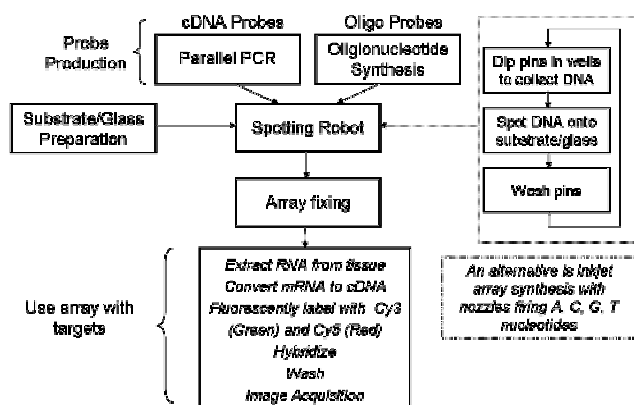 cDNA Probes
Oligo Probes
Probe
Production
Parallel PCR
Oliglonucleotide
Synthesis
Dip pins in wells
to collect DNA
Substrate/Glass
Preparation
Spotting Robot
Spot DNA onto
substrate/glass
Wash pins
Array fixing
Use array with
targets
Extract RNA from tissue
Convert mRNA to cDNA
Fluorescently label with Cy3
(Green) and Cy5 (Red)
Hybridize
Wash
Image Acquisition
An alternative is inkjet
array synthesis with
nozzles firing A, C, G, T
nucleotides